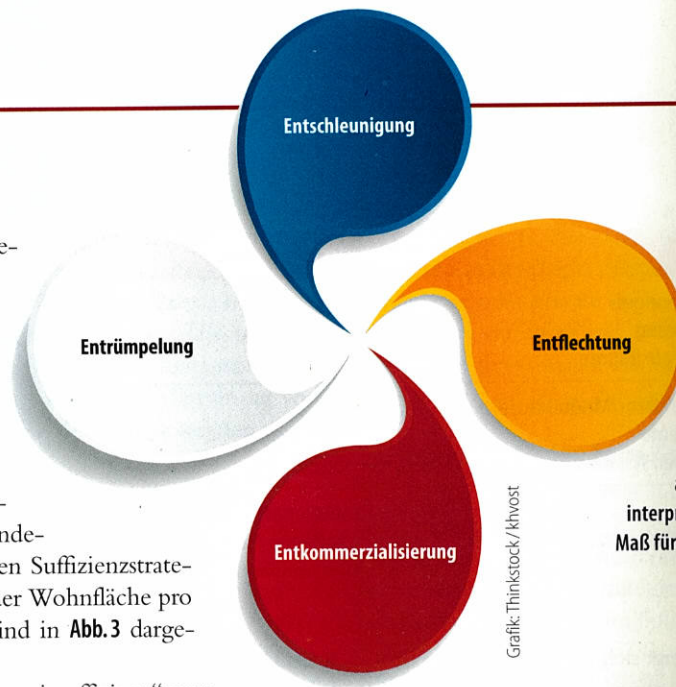 Entschleunigung
Entrümpelung
Entflechtung
Entkommerzialisierung
Grafik: Thinkstock / khvost
e-
-
nde-
en Suffizienzstrate-
er Wohnfläche pro
ind in Abb. 3 darge-
interpr
Maß für